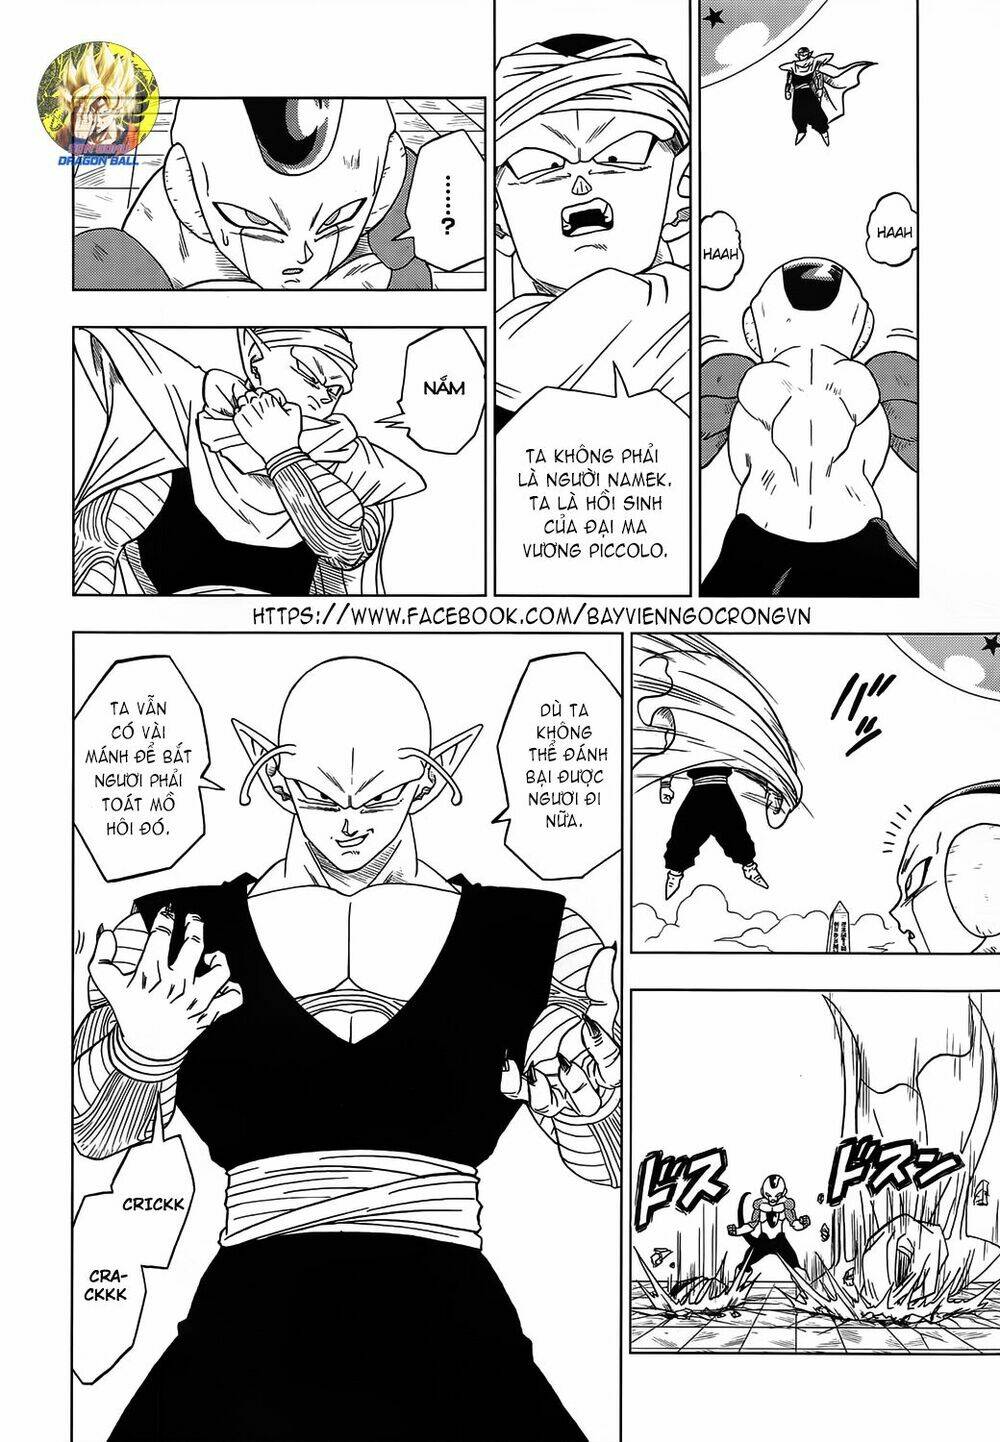 HAAH
HAAH
TA KHÔNG PHẢI
LÀ NGƯỜI NAMEK.
TA LÀ HỒI SINH
CỦA ĐẠI MA
VƯƠNG PICCOLO.
......?
NẮM
DRAGON BALL
HTTPS://WWW.FACEBOOK.COM/BAYVIENNGOCRONGVN
ドスン
ドス
DÙ TA
KHÔNG
THỂ ĐÁNH
BẠI ĐƯỢC
NGƯƠI ĐI
NỮA.
TA VẪN
CÓ VÀI
MÁNH ĐỂ BẮT
NGƯƠI PHẢI
TOÁT MỒ
HÔI ĐÓ.
CRICKK
CRA-
CKKK